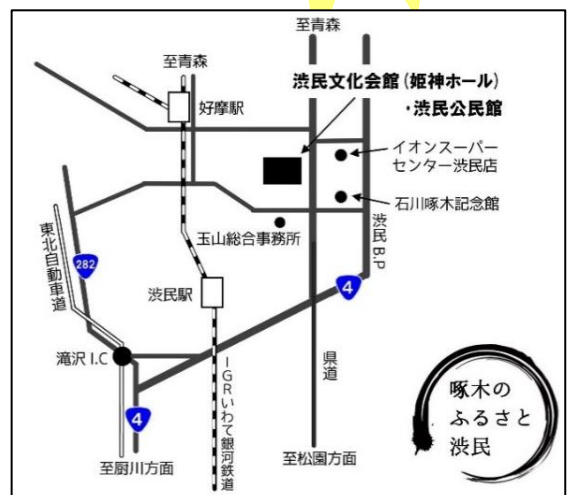 至青森
至青森
渋民文化会館(姫神ホール)
・渋民公民館
好摩駅
イオンスーパー
センター渋民店
石川啄木記念館
玉山総合事務所
渋民B.P
東北自動車道
282
渋民駅
4
滝沢I.C
県道
IGRいわて銀河鉄道
4
啄木の
ふるさと
渋民
至厨川方面
至松園方面